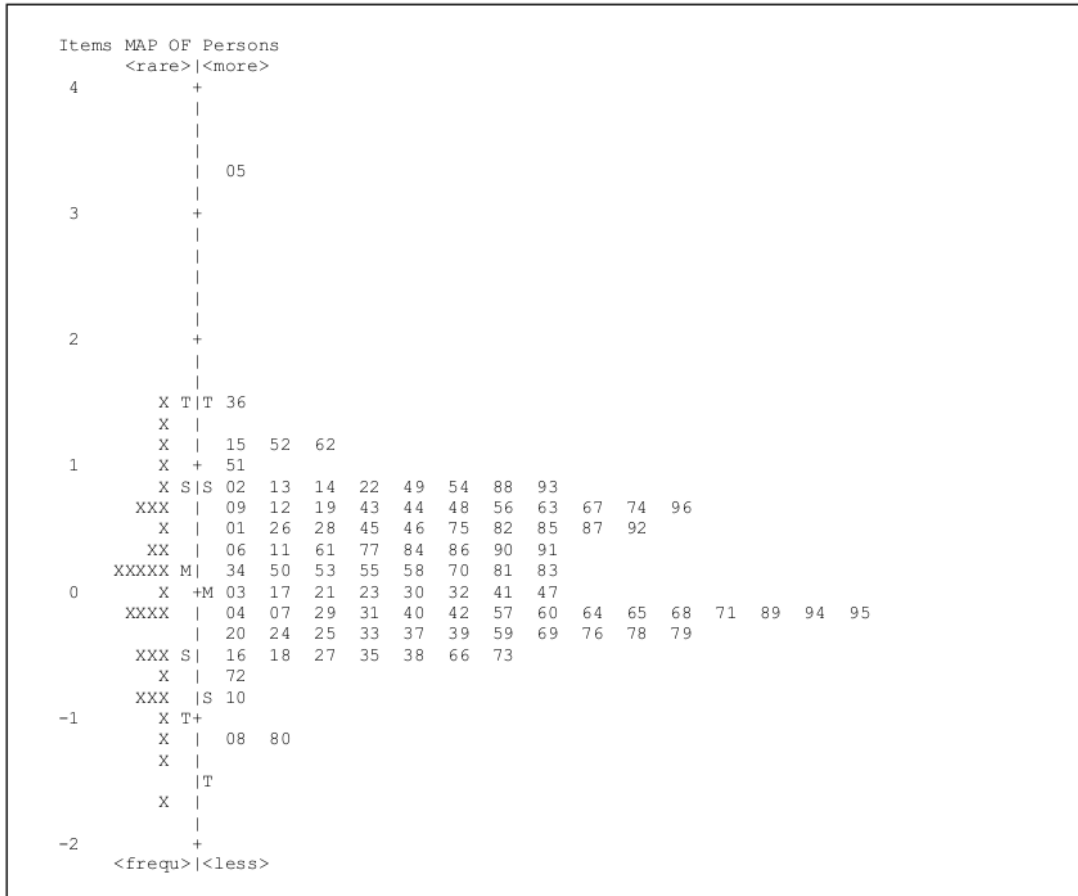 Items MAP OF Persons
<rare>|<more>
4 +
|
|
|
| 05
|
3 +
|
|
|
|
|
2 +
|
|
X T|T 36
X |
X | 15 52 62
1 X + 51
X S|S 02 13 14 22 49 54 88 93
XXX | 09 12 19 43 44 48 56 63 67 74 96
X | 01 26 28 45 46 75 82 85 87 92
XX | 06 11 61 77 84 86 90 91
XXXXX M| 34 50 53 55 58 70 81 83
0 X +M 03 17 21 23 30 32 41 47
XXXX | 04 07 29 31 40 42 57 60 64 65 68 71 89 94 95
| 20 24 25 33 37 39 59 69 76 78 79
XXX S| 16 18 27 35 38 66 73
X | 72
XXX |S 10
-1 X T+
X | 08 80
X |
|T
X |
|
-2 +
<frequ>|<less>